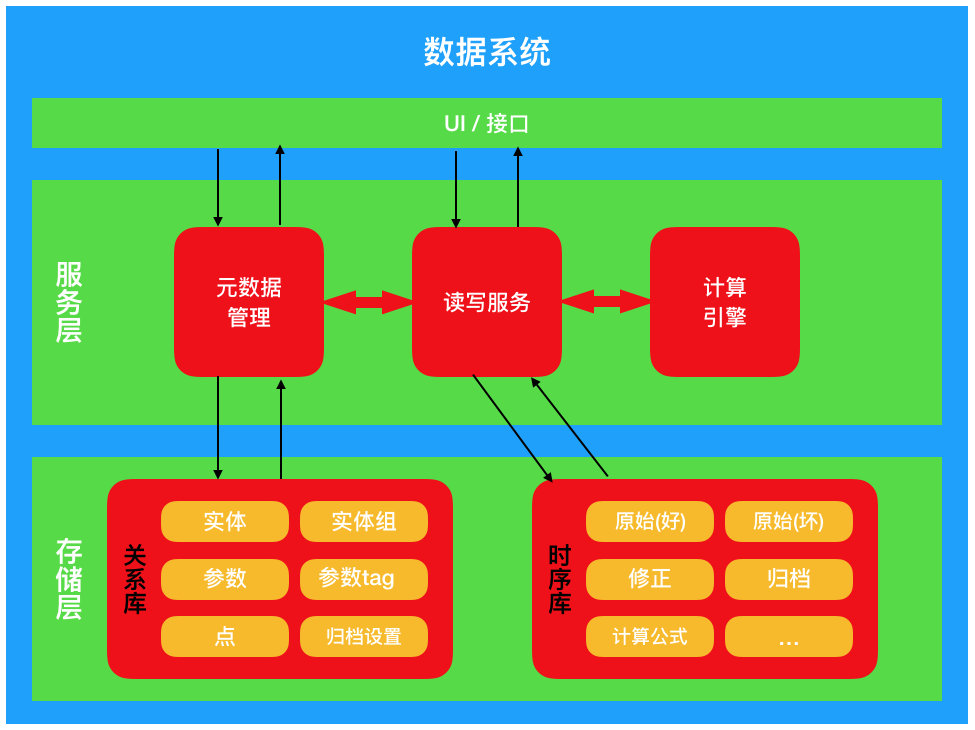 数据系统
UI / 接口
服务层
元数据
管理
读写服务
计算
引擎
存储层
关系库
实体
实体组
参数
参数tag
点
归档设置
时序库
原始(好)
原始(坏)
修正
归档
计算公式
...